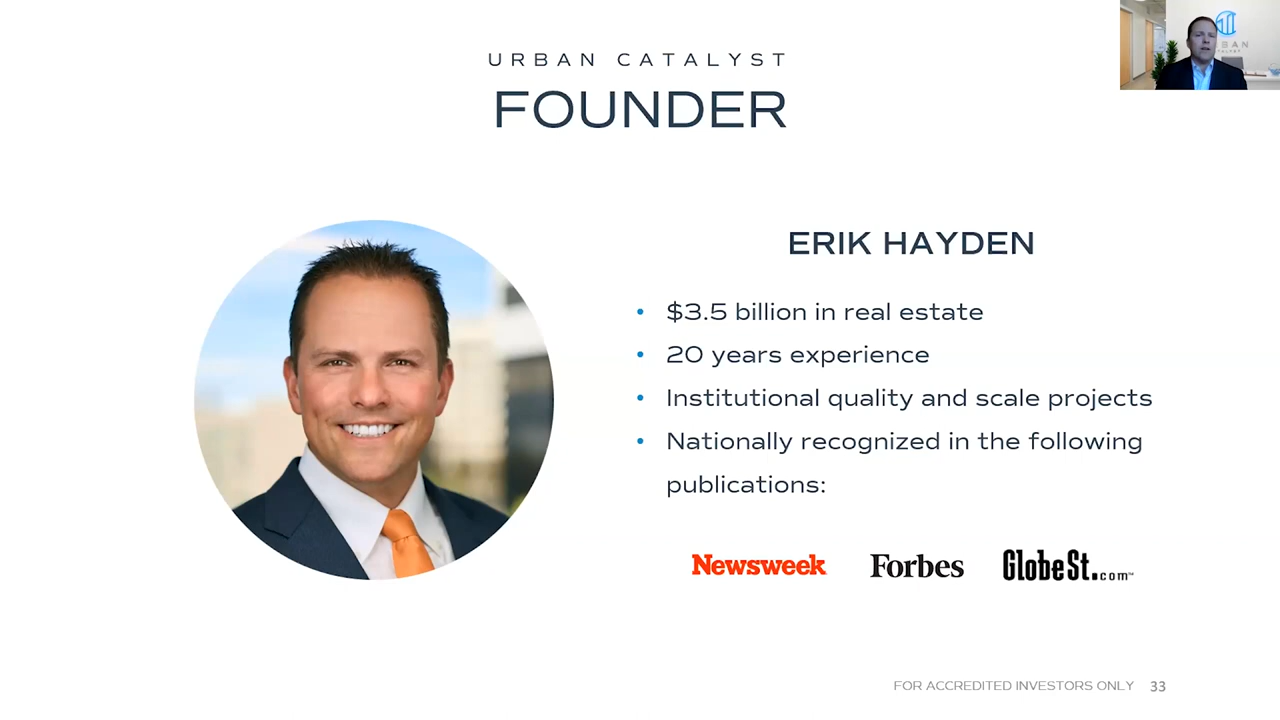 URBAN CATALYST
FOUNDER
ERIK HAYDEN
• $3.5 billion in real estate
• 20 years experience
• Institutional quality and scale projects
• Nationally recognized in the following
publications:
Newsweek Forbes GlobeSt.com™
FOR ACCREDITED INVESTORS ONLY 33